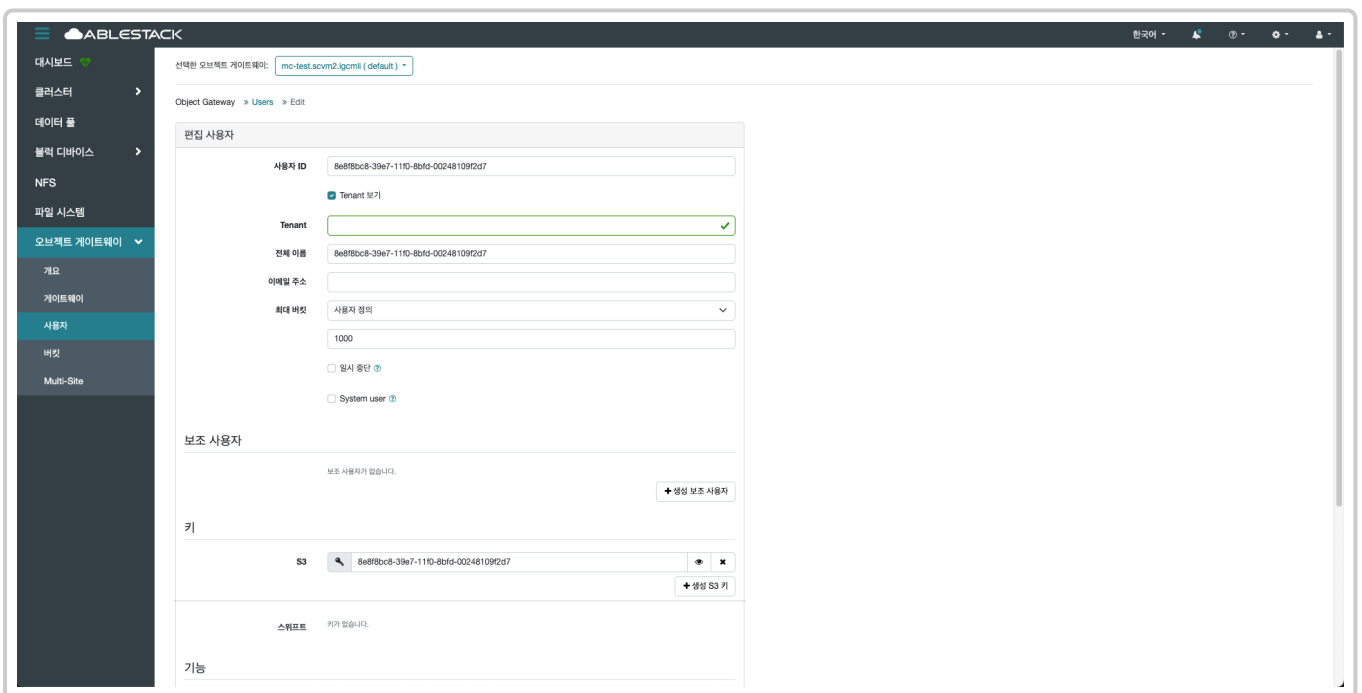 ABLESTACK
한국어
대시보드
클러스터
데이터 풀
블럭 디바이스
NFS
파일 시스템
오브젝트 게이트웨이
개요
게이트웨이
사용자
버킷
Multi-Site
선택한 오브젝트 게이트웨이: mc-test.scvm2.lgcmli ( default )
Object Gateway » Users » Edit
편집 사용자
사용자 ID 8e8f8bc8-39e7-11f0-8bfd-00248109f2d7
Tenant 보기
Tenant
전체 이름 8e8f8bc8-39e7-11f0-8bfd-00248109f2d7
이메일 주소
최대 버킷 사용자 정의
1000
일시 중단
System user
보조 사용자
보조 사용자가 없습니다.
+ 생성 보조 사용자
키
S3 8e8f8bc8-39e7-11f0-8bfd-00248109f2d7
+ 생성 S3 키
스위프트 키가 없습니다.
기능